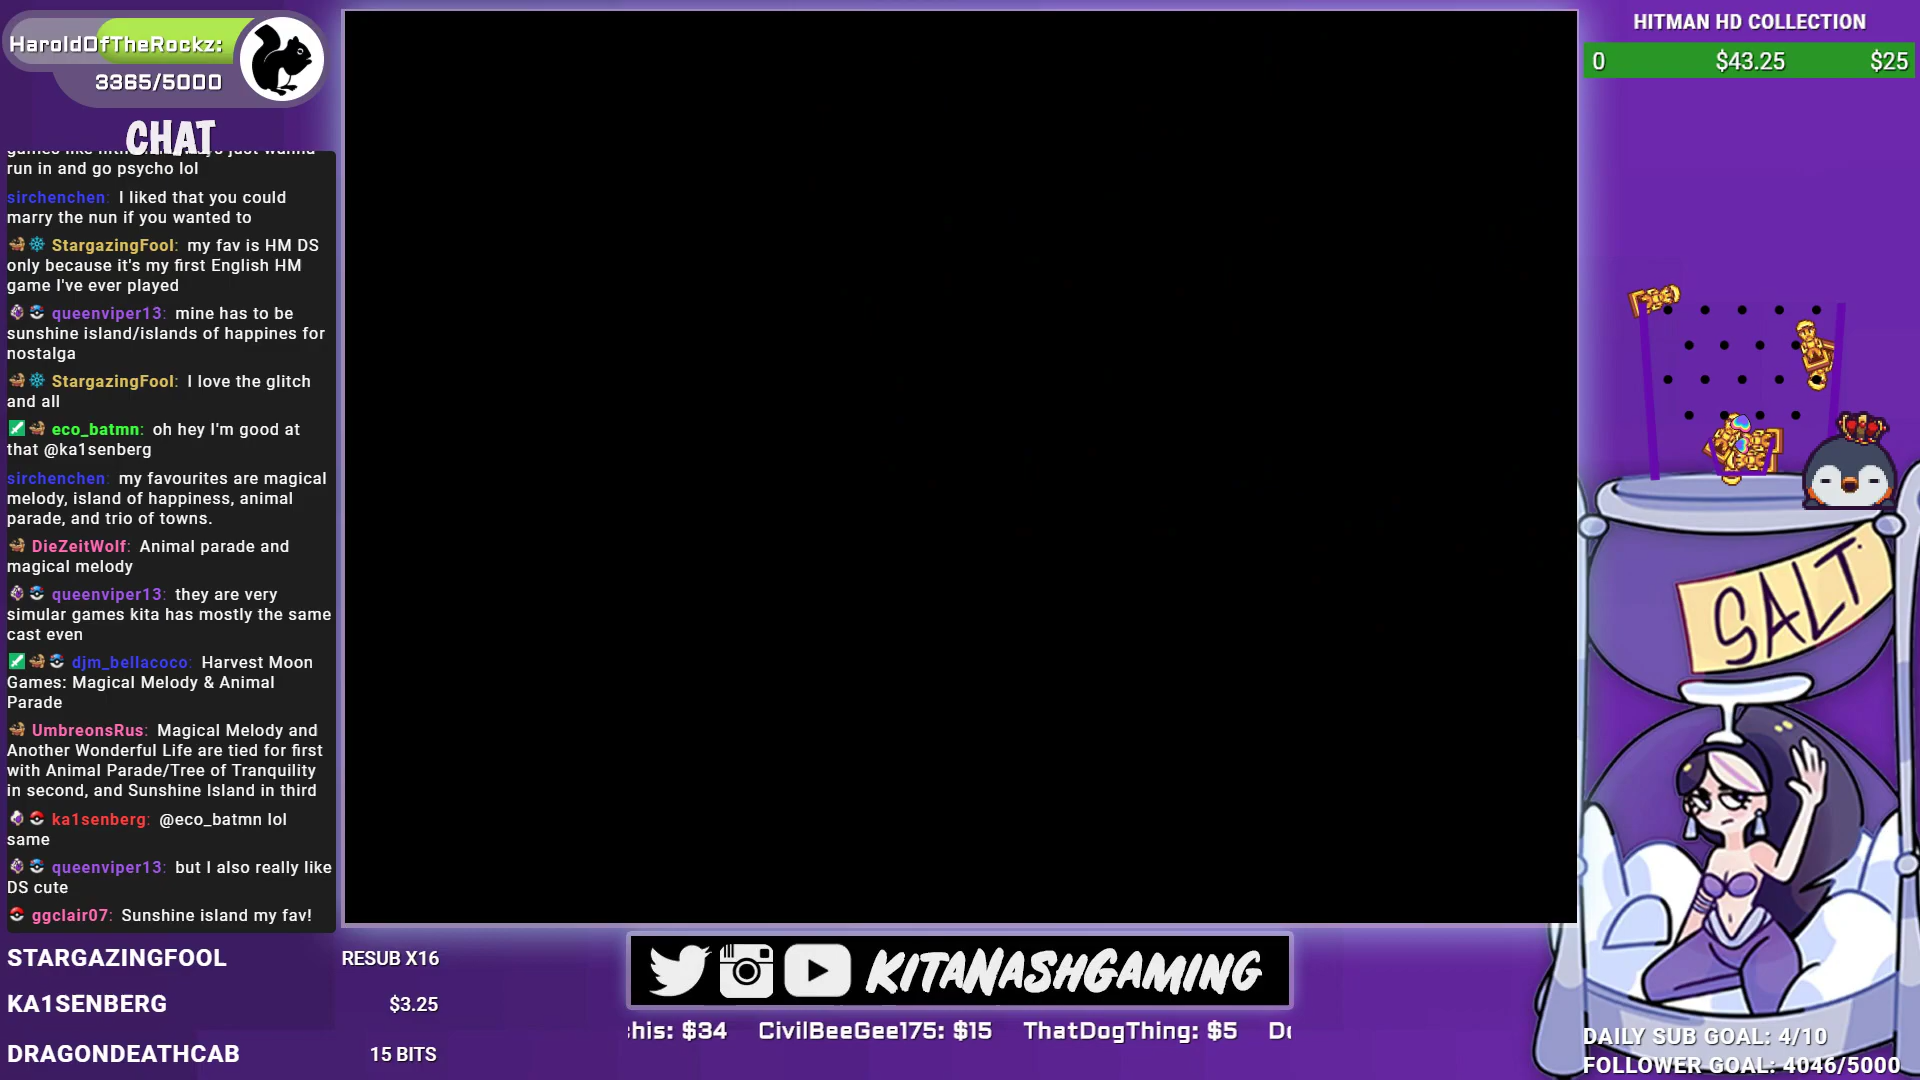 HaroldOfTheRockz:
3365/5000
CHAT
run in and go psycho lol
sirchenchen: I liked that you could
marry the nun if you wanted to
StargazingFool: my fav is HM DS
only because it's my first English HM
game I've ever played
queenviper13: mine has to be
sunshine island/islands of happines for
nostalga
StargazingFool: I love the glitch
and all
eco_batmn: oh hey I'm good at
that @ka1senberg
sirchenchen: my favourites are magical
melody, island of happiness, animal
parade, and trio of towns.
DieZeitWolf: Animal parade and
magical melody
queenviper13: they are very
simular games kita has mostly the same
cast even
djm_bellacoco: Harvest Moon
Games: Magical Melody & Animal
Parade
UmbreonsRus: Magical Melody and
Another Wonderful Life are tied for first
with Animal Parade/Tree of Tranquility
in second, and Sunshine Island in third
ka1senberg: @eco_batmn lol
same
queenviper13: but I also really like
DS cute
ggclair07: Sunshine island my fav!
STARGAZINGFOOL RESUB X16
KA1SENBERG $3.25
DRAGONDEATHCAB 15 BITS
KITANASHGAMING
his: $34 CivilBeeGee175: $15 ThatDogThing: $5
HITMAN HD COLLECTION
0 $43.25 $25
SALT
DAILY SUB GOAL: 4/10
FOLLOWER GOAL: 4046/5000